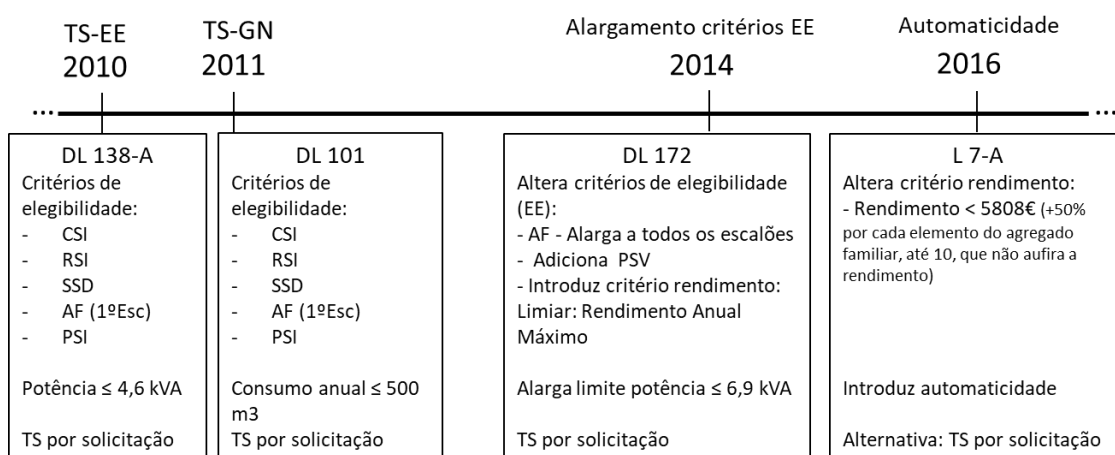 TS-EE
2010
TS-GN
2011
Alargamento critérios EE
2014
Automaticidade
2016
...
...
DL 138-A
Critérios de
elegibilidade:
- CSI
- RSI
- SSD
- AF (1ºEsc)
- PSI
Potência ≤ 4,6 kVA
TS por solicitação
DL 101
Critérios de
elegibilidade:
- CSI
- RSI
- SSD
- AF (1ºEsc)
- PSI
Consumo anual ≤ 500
m3
TS por solicitação
DL 172
Altera critérios de elegibilidade
(EE):
- AF - Alarga a todos os escalões
- Adiciona PSV
- Introduz critério rendimento:
Limiar: Rendimento Anual
Máximo
Alarga limite potência ≤ 6,9 kVA
TS por solicitação
L 7-A
Altera critério rendimento:
- Rendimento < 5808€ (+50%
por cada elemento do agregado
familiar, até 10, que não aufira a
rendimento)
Introduz automaticidade
Alternativa: TS por solicitação